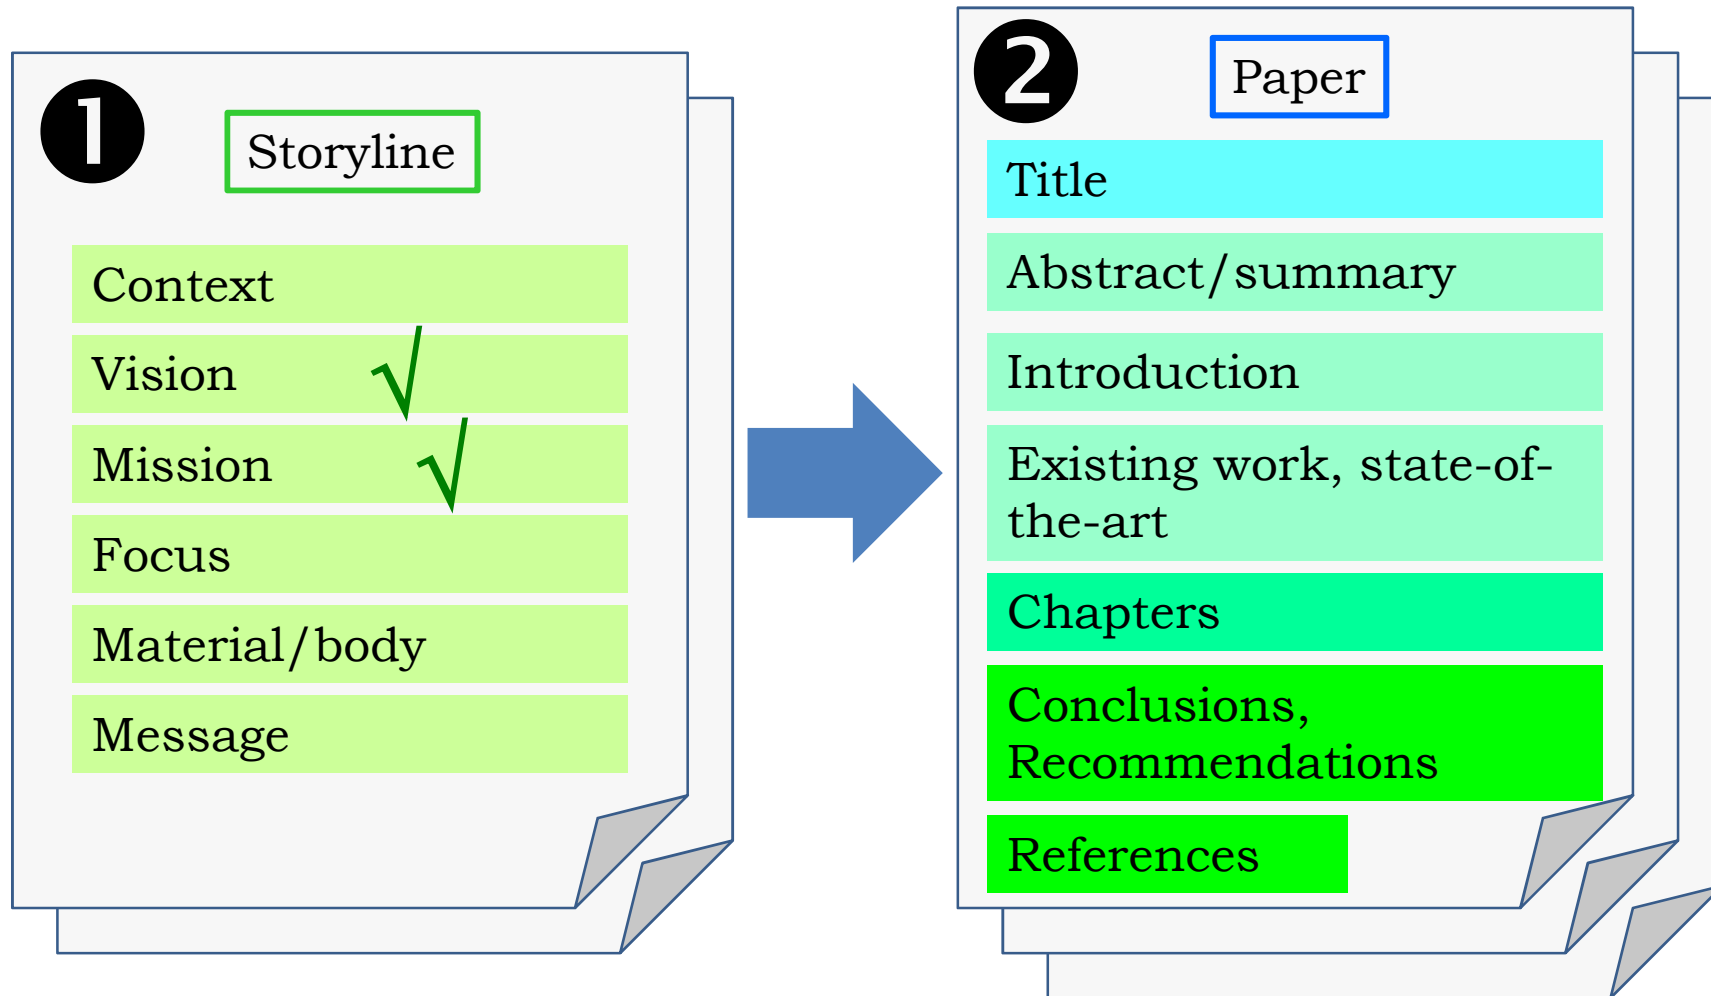 ❶
Storyline
Context
Vision √
Mission √
Focus
Material/body
Message
❷
Paper
Title
Abstract/summary
Introduction
Existing work, state-of-
the-art
Chapters
Conclusions,
Recommendations
References